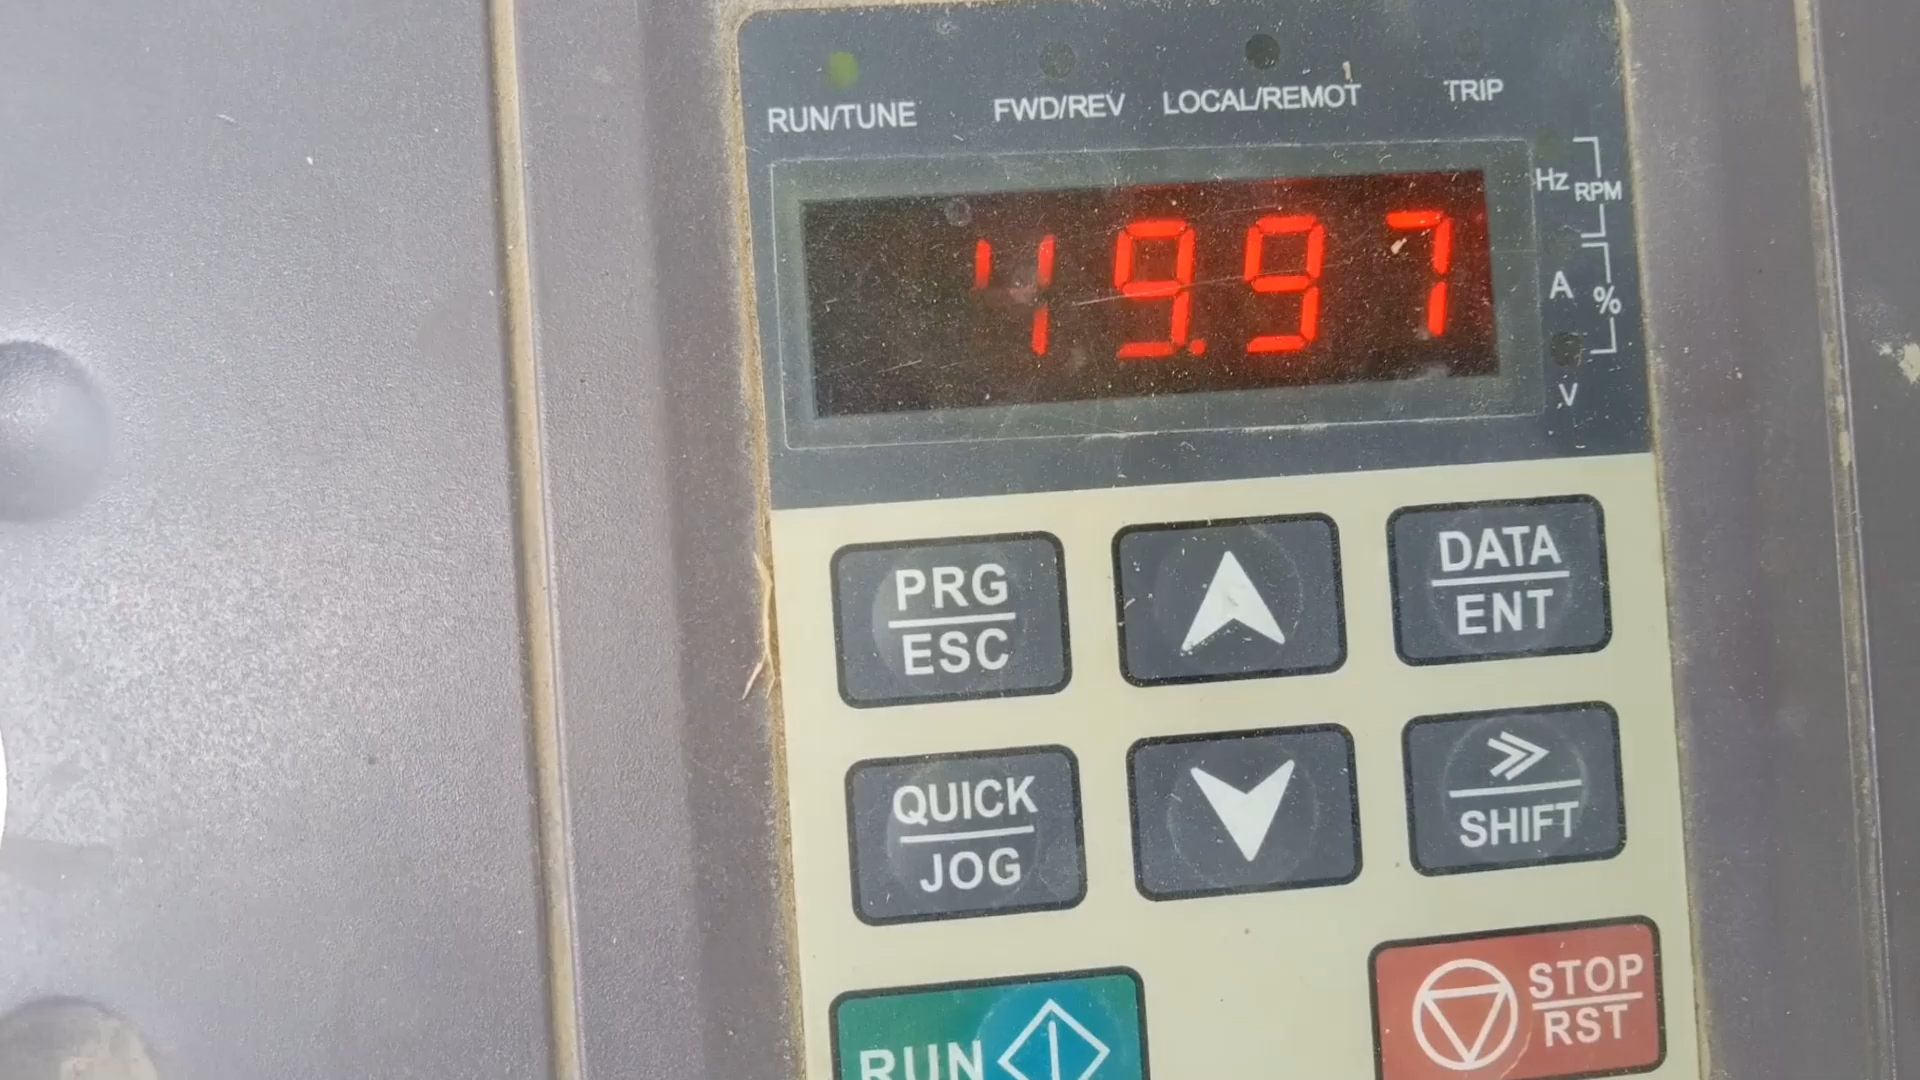 RUN/TUNE FWD/REV LOCAL/REMOT TRIP
49.97
Hz RPM
A %
V
PRG
ESC
DATA
ENT
QUICK
JOG
SHIFT
RUN
STOP
RST